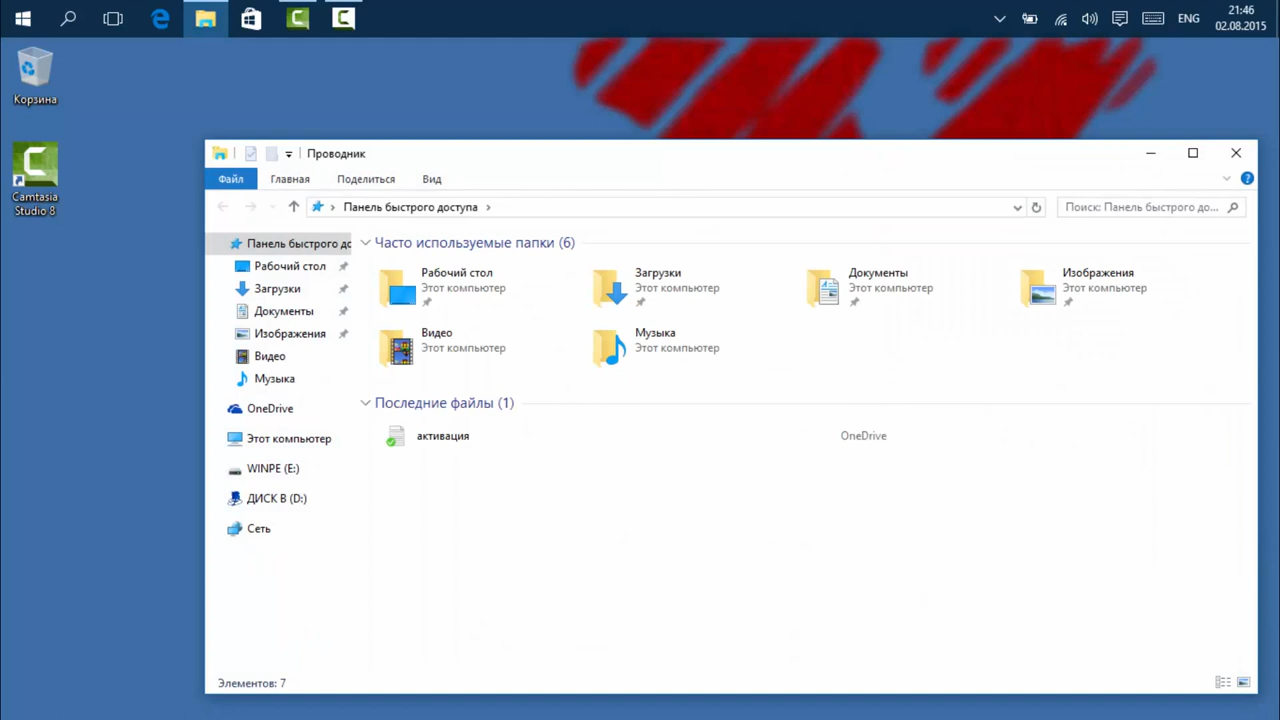 ENG
21:46
02.08.2015
Корзина
Camtasia
Studio 8
Проводник
Файл
Главная
Поделиться
Вид
Панель быстрого доступа
Поиск: Панель быстрого до...
Панель быстрого до
Рабочий стол
Загрузки
Документы
Изображения
Видео
Музыка
OneDrive
Этот компьютер
WINPE (E:)
ДИСК B (D:)
Сеть
Часто используемые папки (6)
Рабочий стол
Этот компьютер
Загрузки
Этот компьютер
Документы
Этот компьютер
Изображения
Этот компьютер
Видео
Этот компьютер
Музыка
Этот компьютер
Последние файлы (1)
активация
OneDrive
Элементов: 7